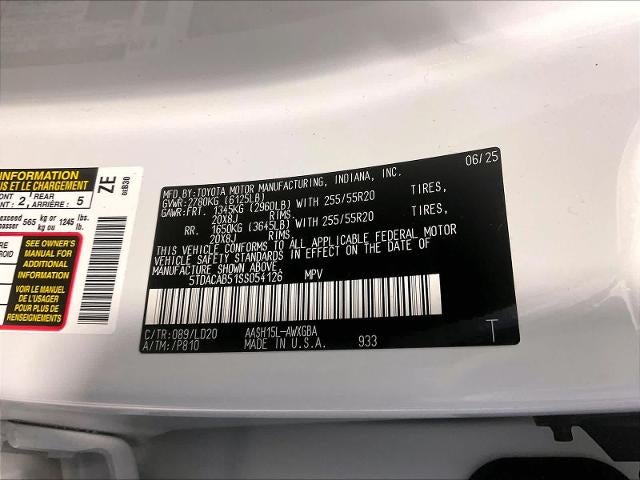 INFORMATION
IS ET LE CHARGEMENT
ONT 2 REAR ARRIÈRE: 5
exceed 565 kg or kg ou 1245 lbs. lb.
SEE OWNER'S
MANUAL FOR
ADDITIONAL
INFORMATION
VOIR LE MANUEL
DE L'USAGER
POUR PLUS DE
RENSEIGNEMENTS
ZE
MFD.BY:TOYOTA MOTOR MANUFACTURING, INDIANA, INC. 06/25
GVWR:2780KG (6125LB)
GAWR:FRT. 1345KG (2960LB) WITH 255/55R20 TIRES,
20X8J RIMS.
RR. 1650KG (3645LB) WITH 255/55R20 TIRES,
20X8J RIMS.
THIS VEHICLE CONFORMS TO ALL APPLICABLE FEDERAL MOTOR
VEHICLE SAFETY STANDARDS IN EFFECT ON THE DATE OF
MANUFACTURE SHOWN ABOVE.
5TDACAB51SS054126 MPV
C/TR:089/LD20 AASH15L-AWXGBA
A/TM:/P810 MADE IN U.S.A. 933 T